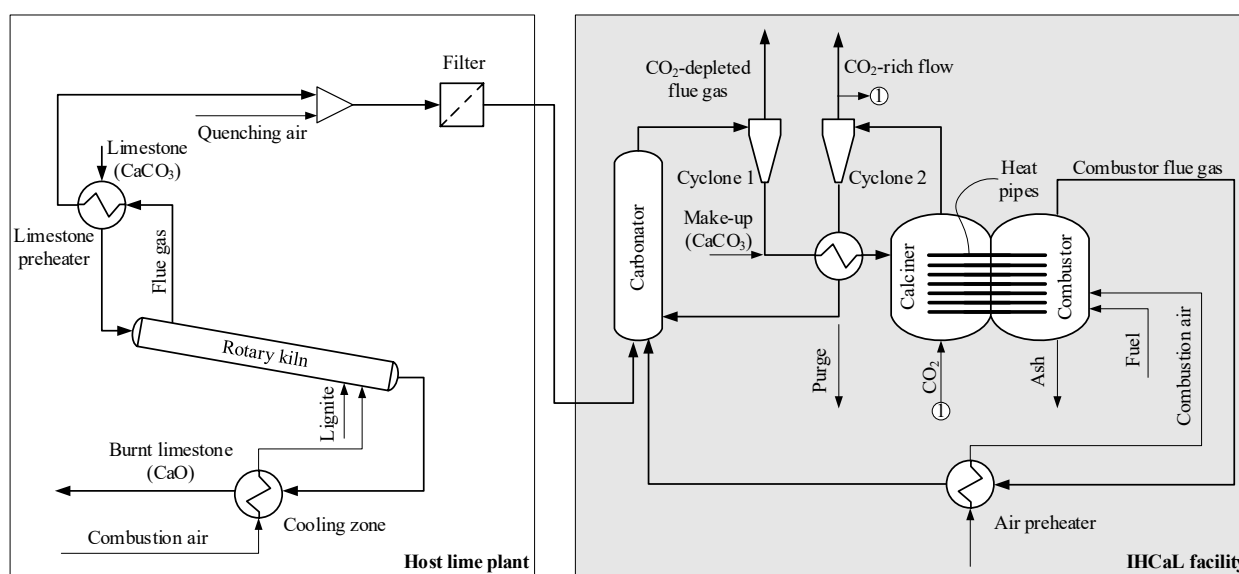 Filter
CO₂-depleted
flue gas
CO₂-rich flow
①
Quenching air
Limestone
(CaCO₃)
Limestone
preheater
Flue gas
Rotary kiln
Lignite
Burnt limestone
(CaO)
Combustion air
Cooling zone
Host lime plant
Carbonator
Cyclone 1
Cyclone 2
Make-up
(CaCO₃)
Heat
pipes
Combustor flue gas
Calciner
Combustor
Purge
CO₂
①
Ash
Fuel
Combustion air
Air preheater
IHCaL facility